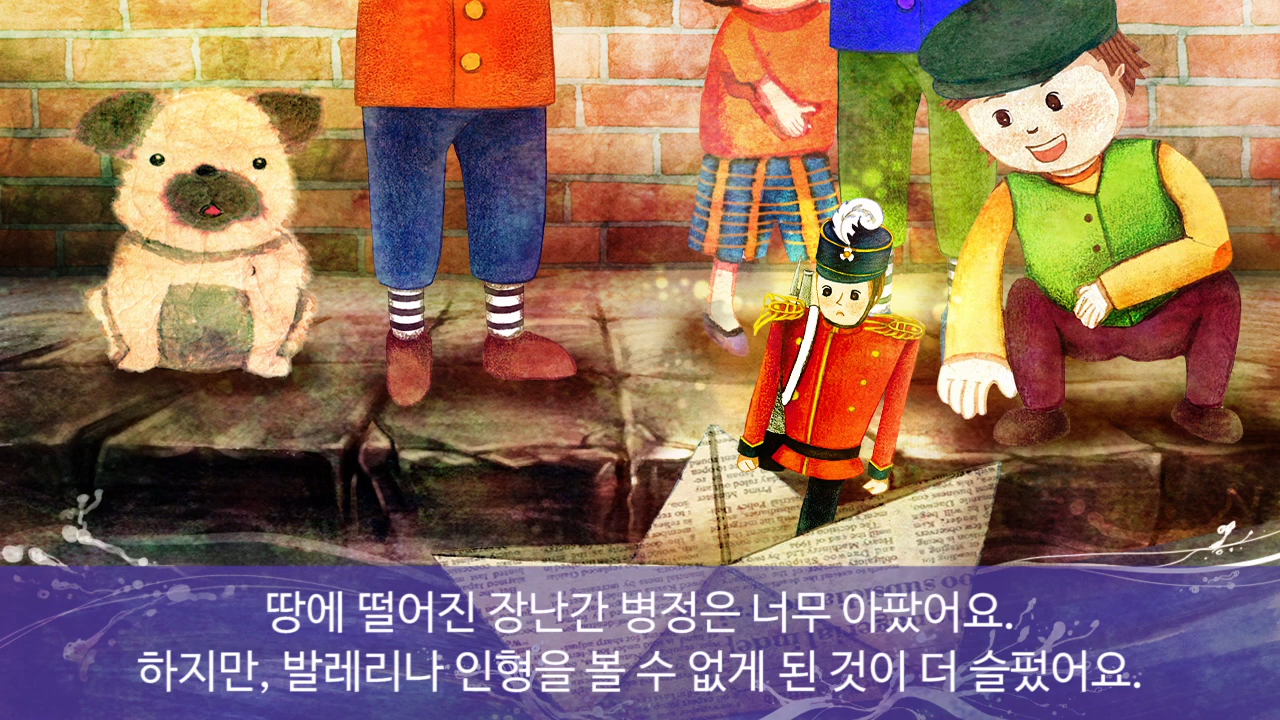 땅에 떨어진 장난간 병정은 너무 아팠어요.
하지만, 발레리나 인형을 볼 수 없게 된 것이 더 슬펐어요.